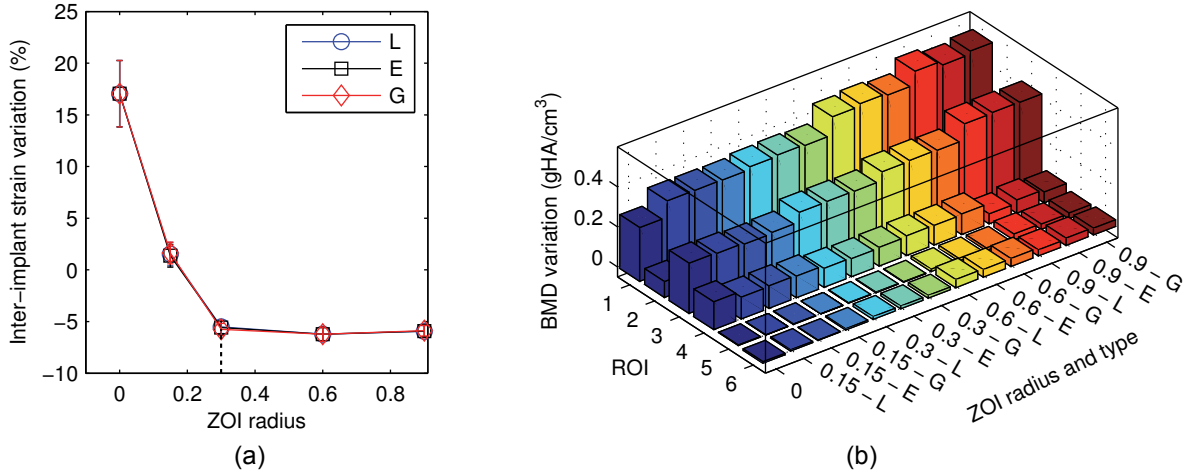 25
20
15
10
5
0
−5
−10
Inter−implant strain variation (%)
L
E
G
0
0.2
0.4
0.6
0.8
ZOI radius
(a)
BMD variation (gHA/cm³)
0.4
0.2
0
1
2
3
4
5
6
ROI
0
0.15 − L
0.15 − E
0.15 − G
0.3 − L
0.3 − E
0.3 − G
0.6 − L
0.6 − E
0.6 − G
0.9 − L
0.9 − E
0.9 − G
ZOI radius and type
(b)